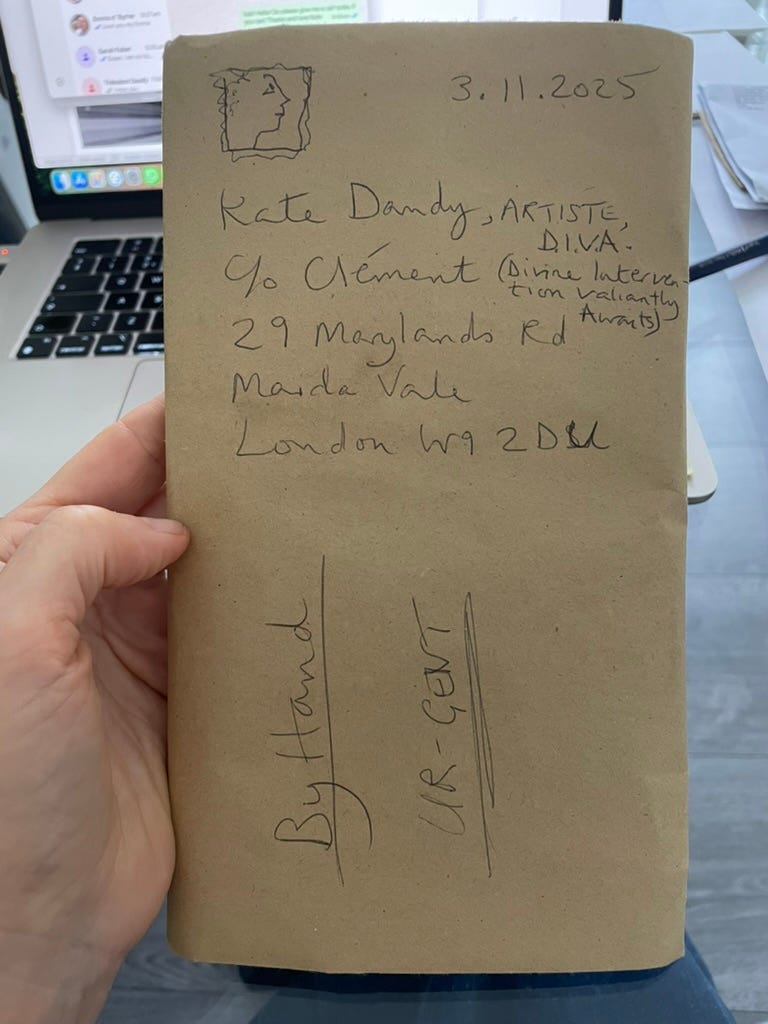 3.11.2025
Kate Dandy, ARTISTE,
D.I.V.A.
c/o Clément (Divine Interven-
tion valiantly
Awaits)
29 Marylands Rd
Maida Vale
London W9 2DU
By Hand
UR-GENT